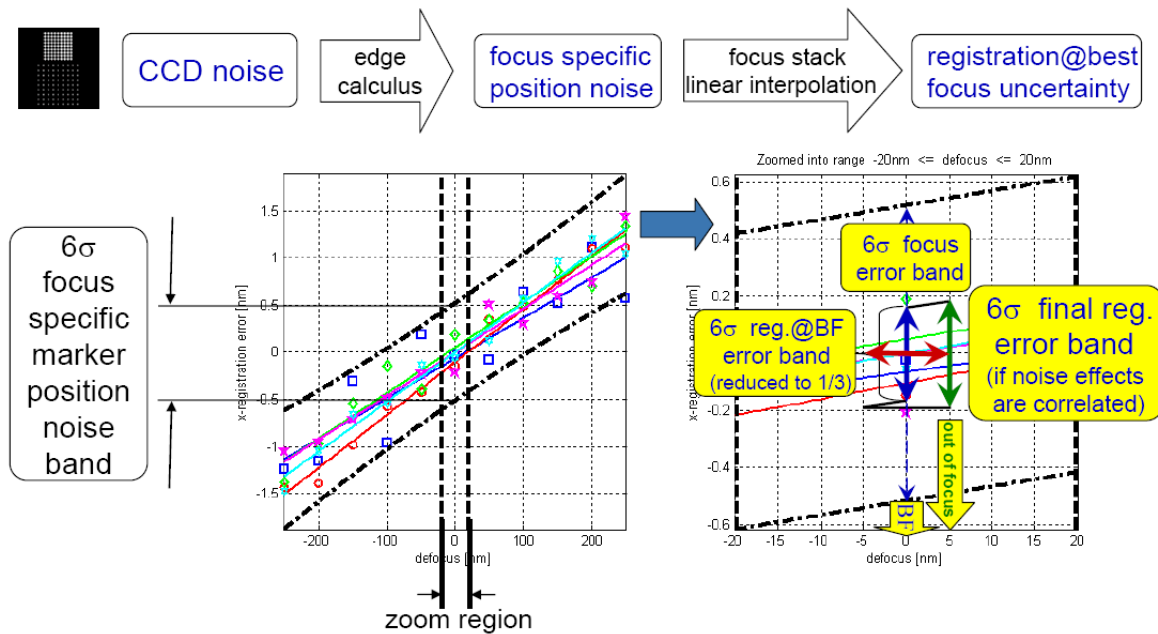 CCD noise
edge
calculus
focus specific
position noise
focus stack
linear interpolation
registration@best
focus uncertainty
6σ
focus
specific
marker
position
noise
band
x-registration error [nm]
1.5
1
0.5
0
-0.5
-1
-1.5
-200
-100
0
100
200
defocus [nm]
zoom region
Zoomed into range -20nm <= defocus <= 20nm
x-registration error [nm]
0.6
0.4
0.2
0
-0.2
-0.4
-0.6
6σ focus
error band
6σ reg.@BF
error band
(reduced to 1/3)
6σ final reg.
error band
(if noise effects
are correlated)
BF
out of focus
-20
-15
-10
-5
0
5
10
15
20
defocus [nm]